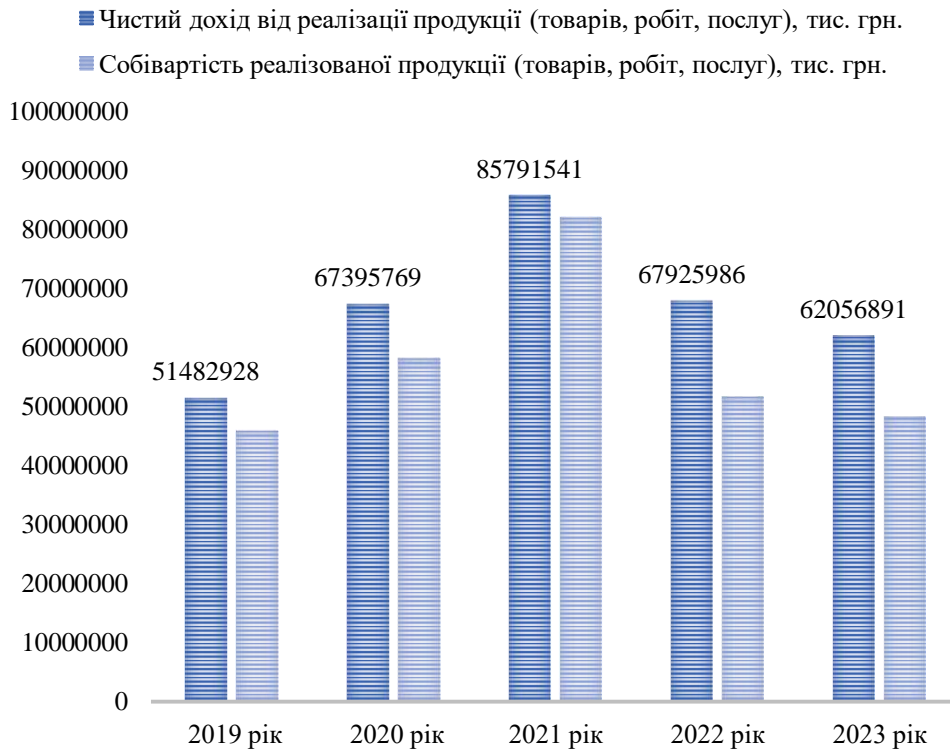 Чистий дохід від реалізації продукції (товарів, робіт, послуг), тис. грн.
Собівартість реалізованої продукції (товарів, робіт, послуг), тис. грн.
100000000
90000000
80000000
70000000
60000000
50000000
40000000
30000000
20000000
10000000
0
51482928
67395769
85791541
67925986
62056891
2019 рік
2020 рік
2021 рік
2022 рік
2023 рік